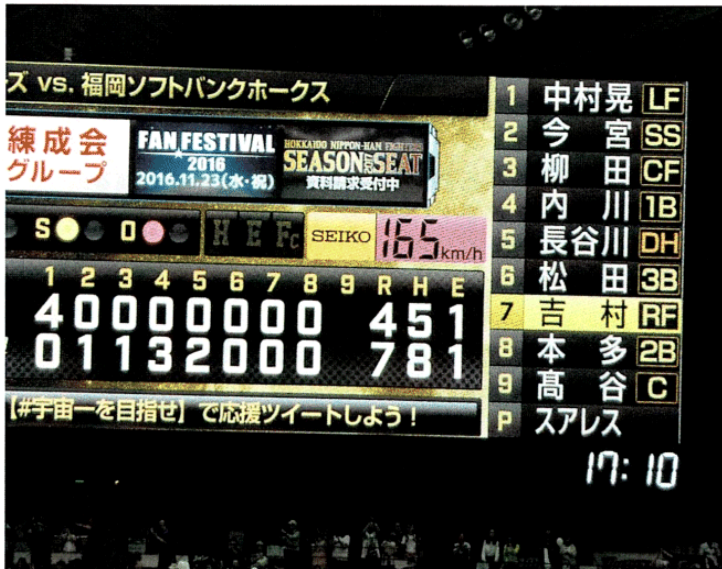 ズ vs. 福岡ソフトバンクホークス
練成会
グループ
FAN FESTIVAL
2016
2016.11.23(水・祝)
HOKKAIDO NIPPON-HAM FIGHTERS
SEASON SEAT
2017
資料請求受付中
S O H E Fc SEIKO 165 km/h
1 2 3 4 5 6 7 8 9 R H E
4 0 0 0 0 0 0 0 4 5 1
0 1 1 3 2 0 0 0 7 8 1
【#宇宙一を目指せ】で応援ツイートしよう!
1 中村晃 LF
2 今宮 SS
3 柳田 CF
4 内川 1B
5 長谷川 DH
6 松田 3B
7 吉村 RF
8 本多 2B
9 髙谷 C
P スアレス
17:10